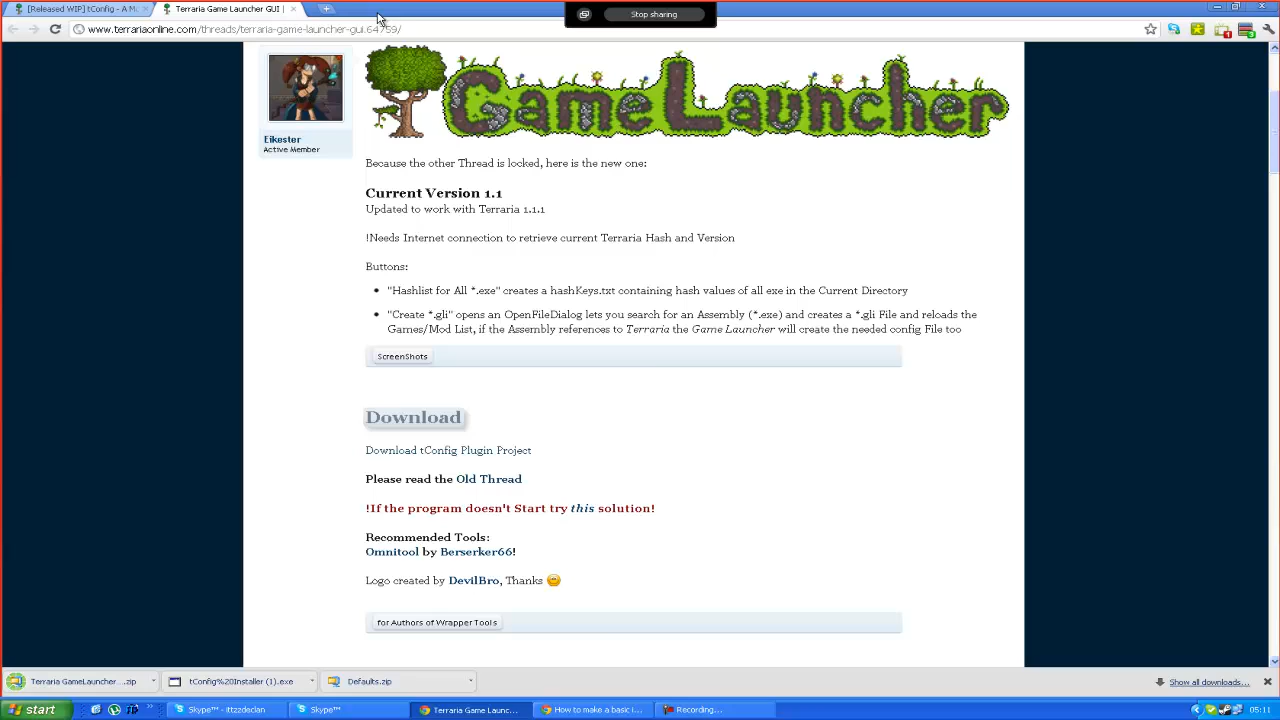 [Released WIP] tConfig - A M
Terraria Game Launcher GUI |
Stop sharing
www.terrariaonline.com/threads/terraria-game-launcher-gui.64759/
Eikester
Active Member
Game Launcher
Because the other Thread is locked, here is the new one:
Current Version 1.1
Updated to work with Terraria 1.1.1
!Needs Internet connection to retrieve current Terraria Hash and Version
Buttons:
"Hashlist for All *.exe" creates a hashKeys.txt containing hash values of all exe in the Current Directory
"Create *.gli" opens an OpenFileDialog lets you search for an Assembly (*.exe) and creates a *.gli File and reloads the
Games/Mod List, if the Assembly references to Terraria the Game Launcher will create the needed config File too
ScreenShots
Download
Download tConfig Plugin Project
Please read the Old Thread
!If the program doesn't Start try this solution!
Recommended Tools:
Omnitool by Berserker66!
Logo created by DevilBro, Thanks
for Authors of Wrapper Tools
Terraria GameLauncher....zip
tConfig%20Installer (1).exe
Defaults.zip
Show all downloads...
start
Skype™ - ittzzdeclan
Skype™
Terraria Game Launc...
How to make a basic i...
Recording...
05:11